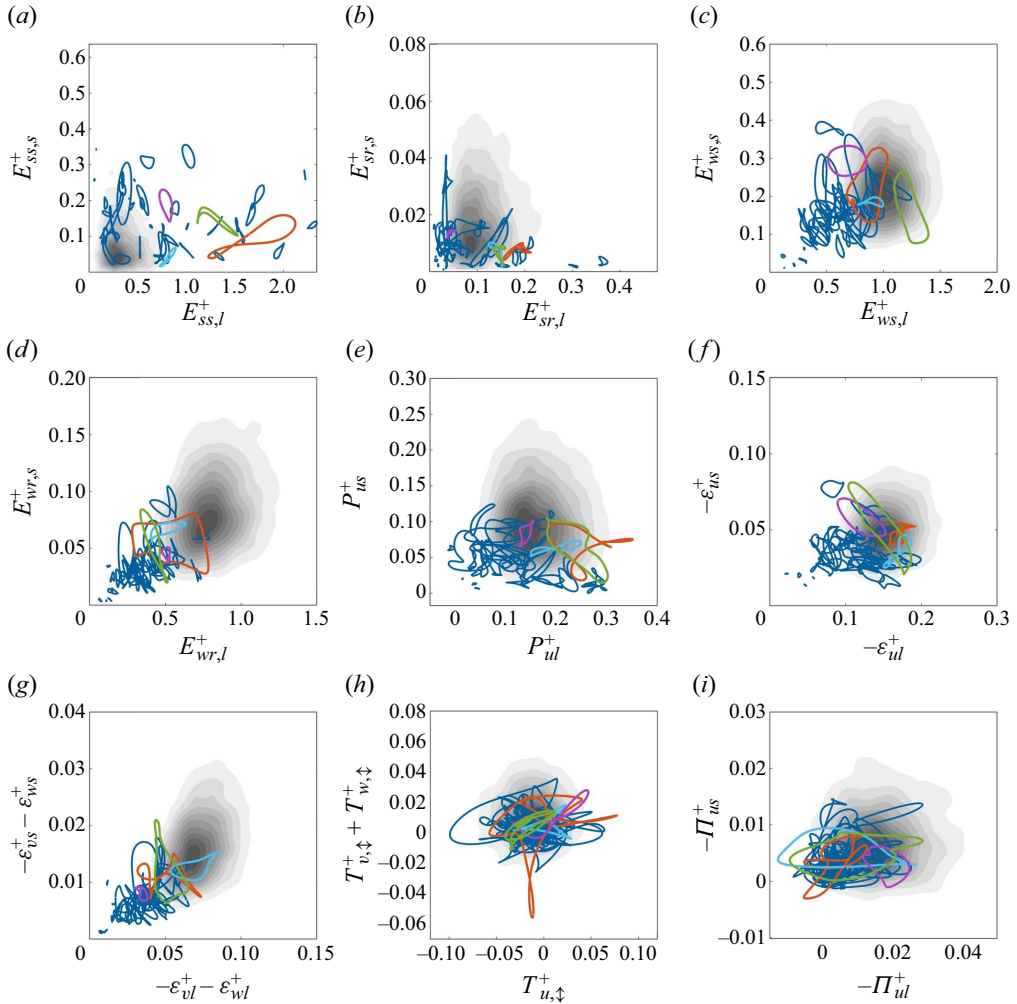 (a) (b) (c)
0.6 0.08 0.6
0.5 0.5
0.4 0.06 0.4
0.3 0.04 0.3
0.2 0.2
0.1 0.02 0.1
E⁺ss,s E⁺sr,s E⁺ws,s
0 0.5 1.0 1.5 2.0 0 0.1 0.2 0.4 0 0.5 1.0 1.5 2.0
E⁺ss,l E⁺sr,l E⁺ws,l
(d) (e) (f)
0.20 0.30 0.15
0.15 0.25
0.20 0.10
0.10 0.15
0.10 0.05
0.05 0.05
0
E⁺wr,s P⁺us −ε⁺us
0 0.5 1.0 1.5 0 0.1 0.2 0.3 0.4 0 0.1 0.2 0.3
E⁺wr,l P⁺ul −ε⁺ul
(g) (h) (i)
0.04 0.08 0.03
0.06
0.03 0.04 0.02
0.02
0.02 0 0.01
−0.02
0.01 −0.04 0
−0.06 −0.01
−ε⁺vs − ε⁺ws T⁺v,↕ + T⁺w,↕ −Π⁺us
0 0.05 0.10 0.15 −0.10 −0.05 0 0.05 0.10 0 0.02 0.04
−ε⁺vl − ε⁺wl T⁺u,↕ −Π⁺ul